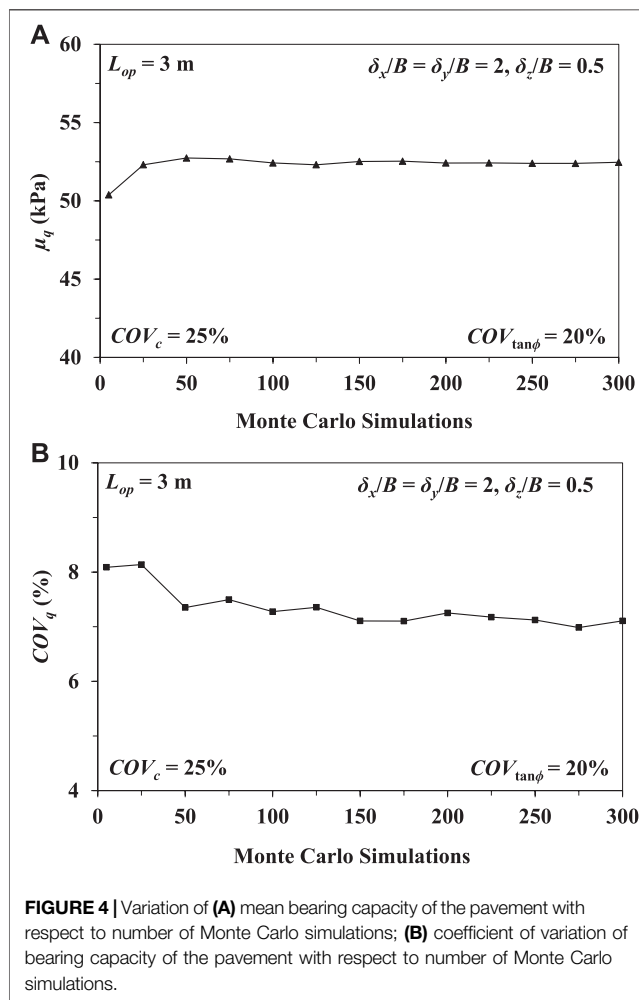 A
60
L_op = 3 m
δ_x/B = δ_y/B = 2, δ_z/B = 0.5
56
53
μ_q (kPa)
50
47
43
COV_c = 25%
COV_tanϕ = 20%
40
0 50 100 150 200 250 300
Monte Carlo Simulations
B
10
L_op = 3 m
δ_x/B = δ_y/B = 2, δ_z/B = 0.5
8
COV_q (%)
6
COV_c = 25%
COV_tanϕ = 20%
4
0 50 100 150 200 250 300
Monte Carlo Simulations
FIGURE 4 | Variation of (A) mean bearing capacity of the pavement with
respect to number of Monte Carlo simulations; (B) coefficient of variation of
bearing capacity of the pavement with respect to number of Monte Carlo
simulations.